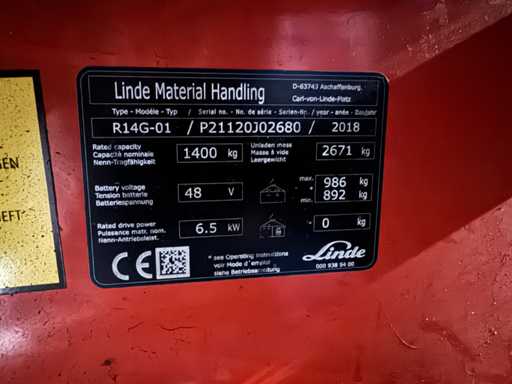 Linde Material Handling
D-63743 Aschaffenburg,
Carl-von-Linde-Platz
Type - Modèle - Typ / Serial no. - No. de série - Serien-Nr. / year - année - Baujahr
R14G-01 / P21120J02680 / 2018
Rated capacity
Capacité nominale
Nenn-Tragfähigkeit
1400 kg
Unladen mass
Masse à vide
Leergewicht
2671 kg
Battery voltage
Tension batterie
Batteriespannung
48 V
max. * 986 kg
min. * 892 kg
Rated drive power
Puissance motr. nom.
Nenn-Antriebsleist.
6.5 kW
* 0 kg
CE
* see Operating instructions
voir Mode d'emploi
siehe Betriebsanleitung
Linde
000 938 94 00
GEN
EFT